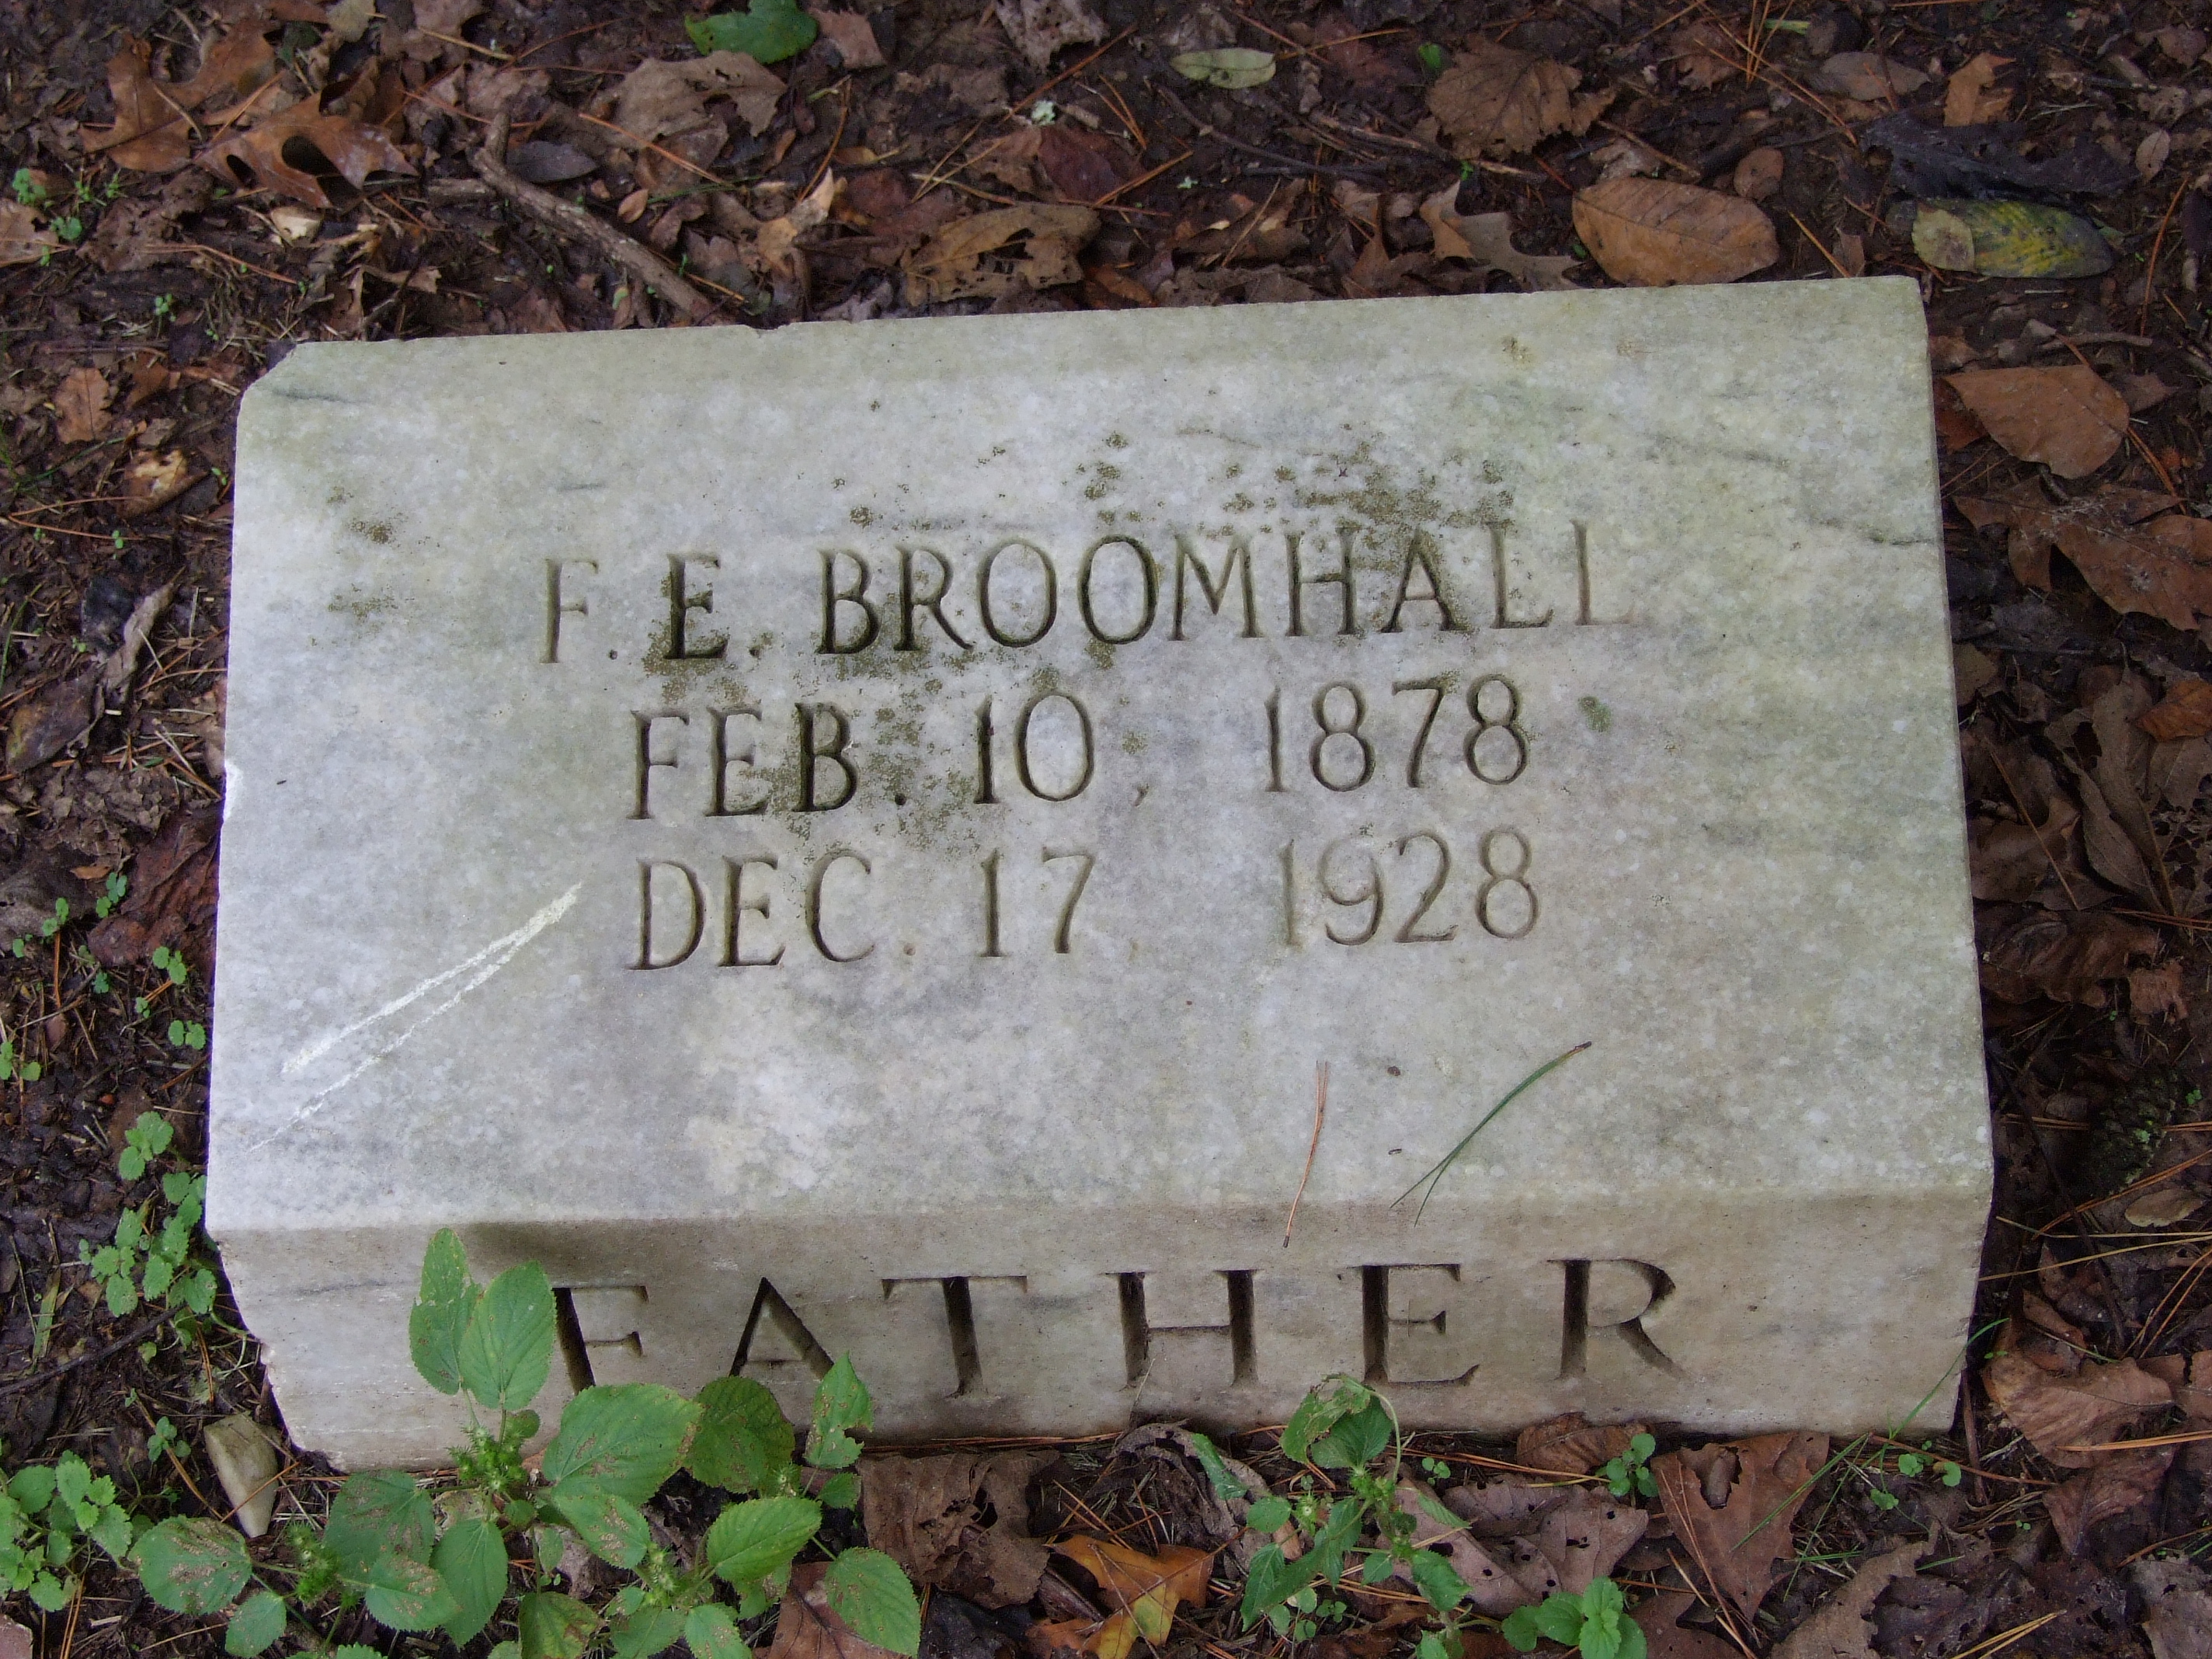 F. E. BROOMHALL
FEB. 10, 1878
DEC. 17, 1928
FATHER